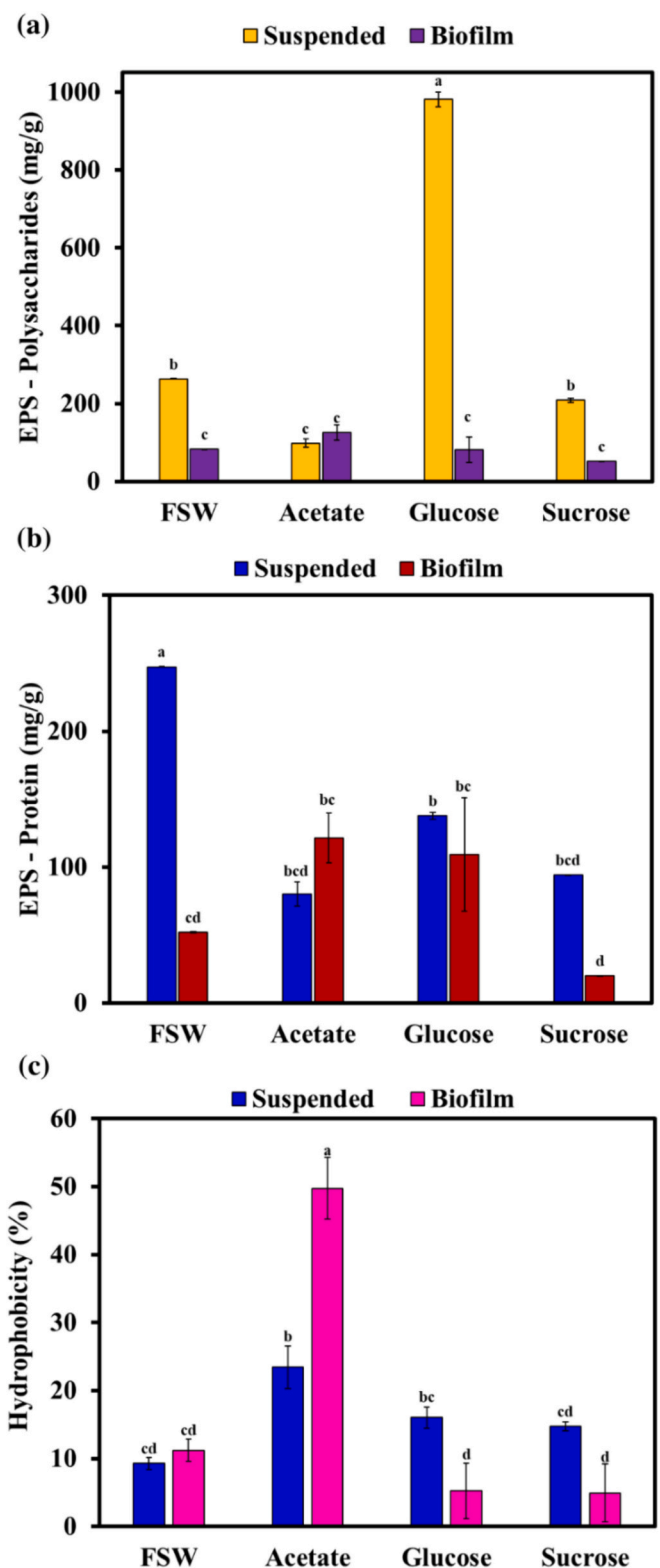 (a)
Suspended Biofilm
EPS - Polysaccharides (mg/g)
1000
800
600
400
200
0
a
b
c
c
c
c
b
c
FSW Acetate Glucose Sucrose
(b)
Suspended Biofilm
EPS - Protein (mg/g)
300
200
100
0
a
cd
bcd
bc
b
bc
bcd
d
FSW Acetate Glucose Sucrose
(c)
Suspended Biofilm
Hydrophobicity (%)
60
50
40
30
20
10
0
cd
cd
b
a
bc
d
cd
d
FSW Acetate Glucose Sucrose